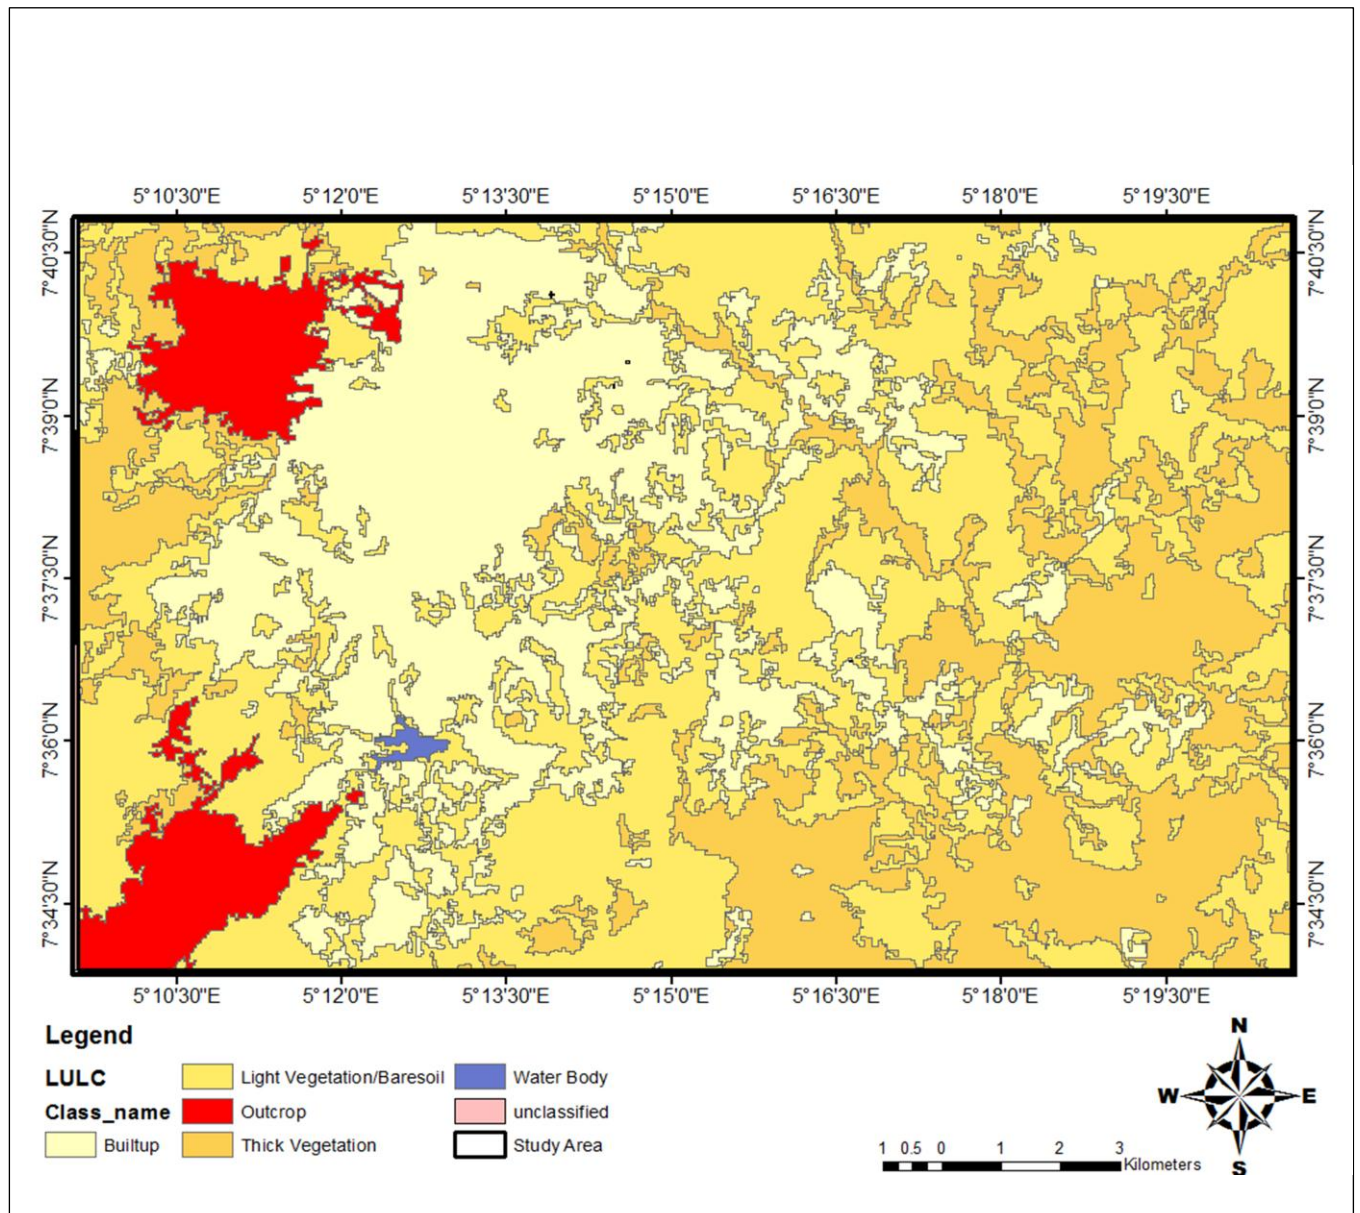 5°10'30"E 5°12'0"E 5°13'30"E 5°15'0"E 5°16'30"E 5°18'0"E 5°19'30"E
7°40'30"N 7°40'30"N
7°39'0"N 7°39'0"N
7°37'30"N 7°37'30"N
7°36'0"N 7°36'0"N
7°34'30"N 7°34'30"N
5°10'30"E 5°12'0"E 5°13'30"E 5°15'0"E 5°16'30"E 5°18'0"E 5°19'30"E
Legend
LULC Light Vegetation/Baresoil Water Body
Class_name Outcrop unclassified
Builtup Thick Vegetation Study Area
N
W E
S
1 0.5 0 1 2 3
Kilometers